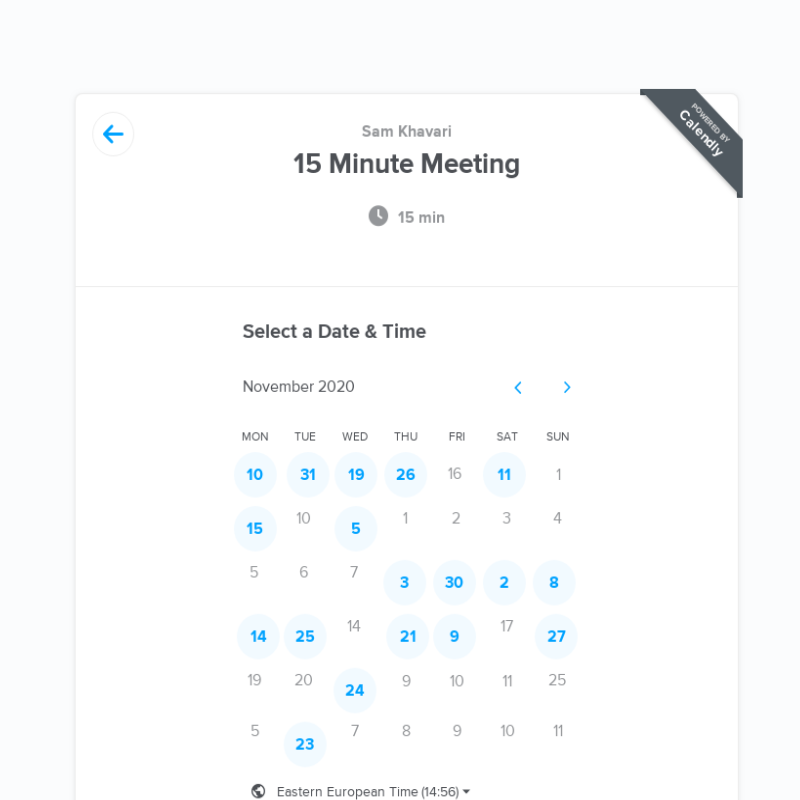 Sam Khavari
POWERED BY
Calendly
15 Minute Meeting
15 min
Select a Date & Time
November 2020
MON TUE WED THU FRI SAT SUN
10 31 19 26 16 11 1
15 10 5 1 2 3 4
5 6 7 3 30 2 8
14 25 14 21 9 17 27
19 20 24 9 10 11 25
5 23 7 8 9 10 11
Eastern European Time (14:56)